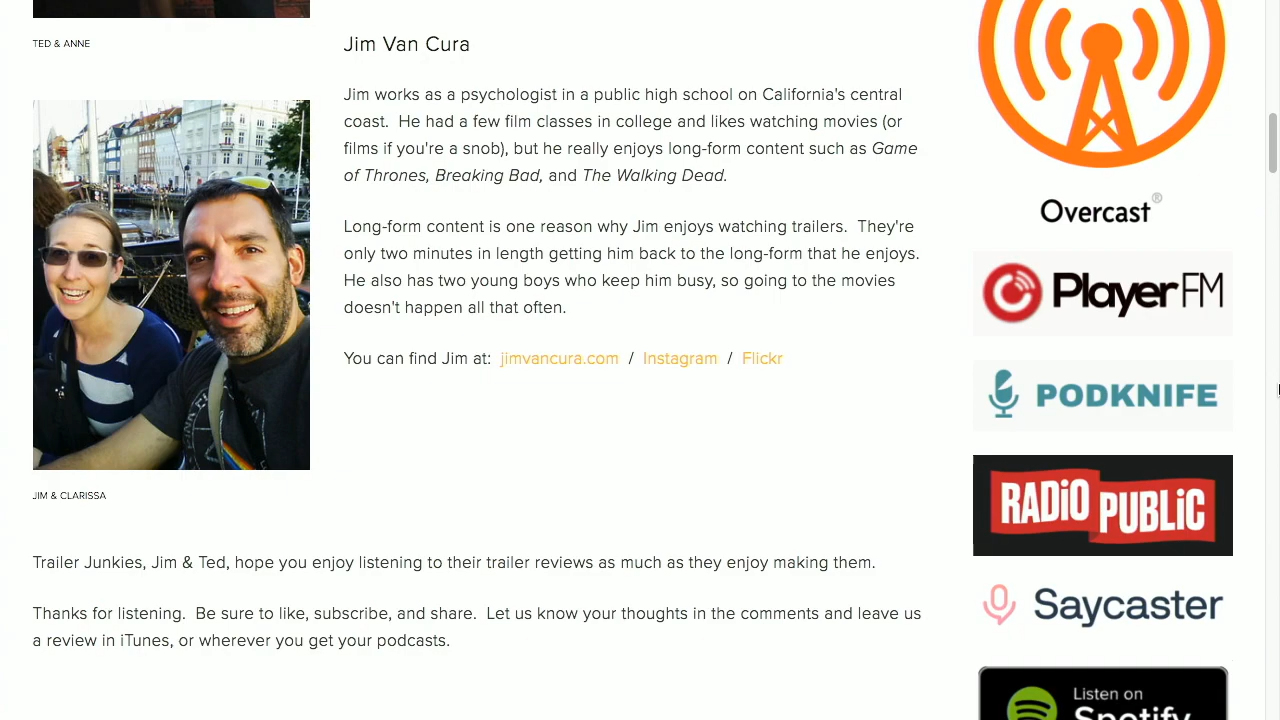 TED & ANNE
Jim Van Cura
Jim works as a psychologist in a public high school on California's central
coast.  He had a few film classes in college and likes watching movies (or
films if you're a snob), but he really enjoys long-form content such as Game
of Thrones, Breaking Bad, and The Walking Dead.
Long-form content is one reason why Jim enjoys watching trailers.  They're
only two minutes in length getting him back to the long-form that he enjoys.
He also has two young boys who keep him busy, so going to the movies
doesn't happen all that often.
You can find Jim at:  jimvancura.com  /  Instagram  /  Flickr
JIM & CLARISSA
Trailer Junkies, Jim & Ted, hope you enjoy listening to their trailer reviews as much as they enjoy making them.
Thanks for listening.  Be sure to like, subscribe, and share.  Let us know your thoughts in the comments and leave us
a review in iTunes, or wherever you get your podcasts.
Overcast®
Player FM
PODKNIFE
RADiO PUBLiC
Saycaster
Listen on
Spotify